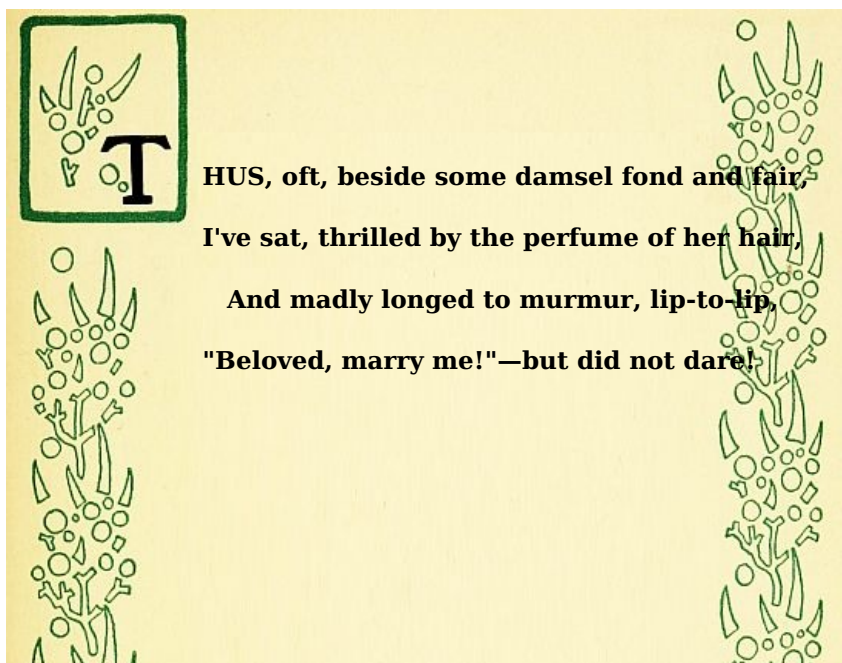 THUS, oft, beside some damsel fond and fair,
I've sat, thrilled by the perfume of her hair,
And madly longed to murmur, lip-to-lip,
"Beloved, marry me!"—but did not dare!